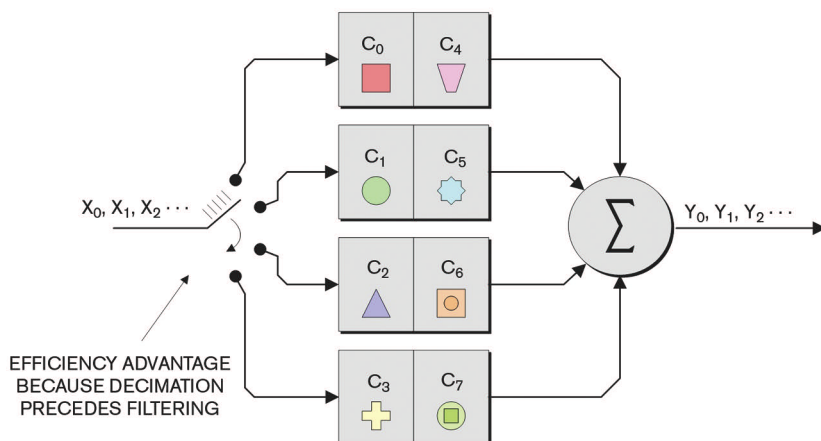 C₀ C₄
C₁ C₅
X₀, X₁, X₂ · · ·
Σ
Y₀, Y₁, Y₂ · · ·
C₂ C₆
EFFICIENCY ADVANTAGE
BECAUSE DECIMATION
PRECEDES FILTERING
C₃ C₇